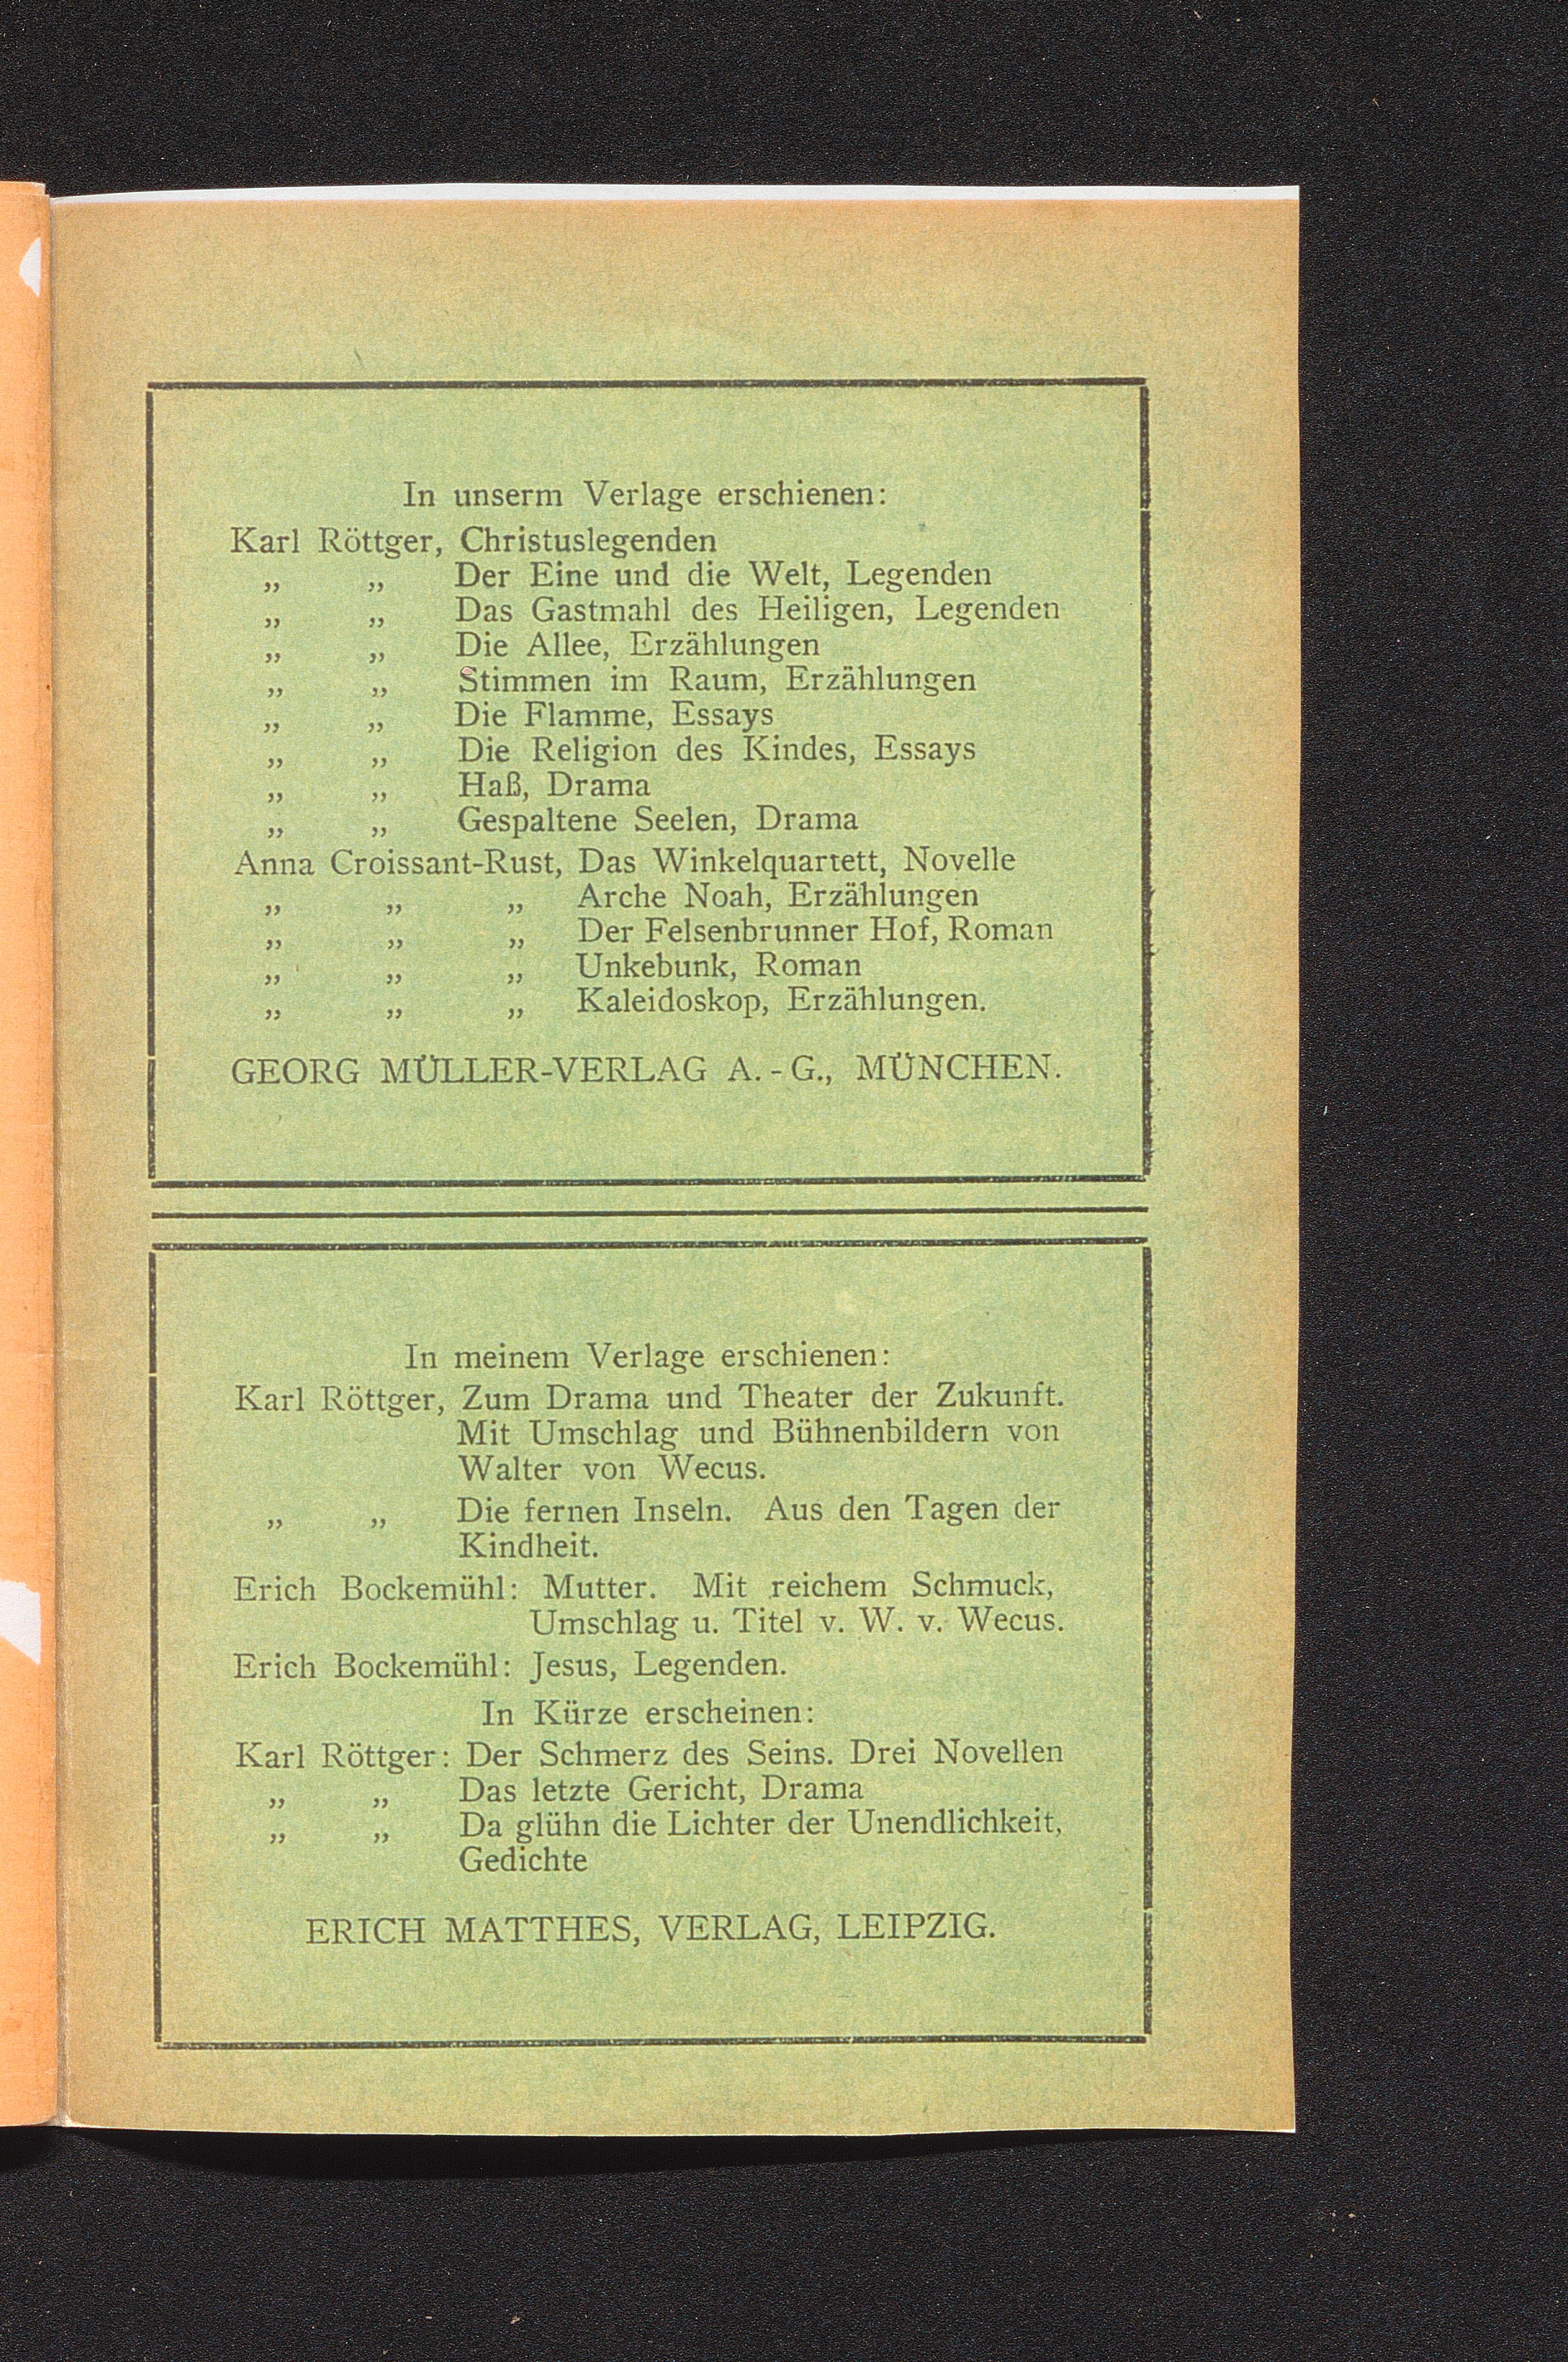 In unserm Verlage erschienen:
Karl Röttger, Christuslegenden
„ „ Der Eine und die Welt, Legenden
„ „ Das Gastmahl des Heiligen, Legenden
„ „ Die Allee, Erzählungen
„ „ Stimmen im Raum, Erzählungen
„ „ Die Flamme, Essays
„ „ Die Religion des Kindes, Essays
„ „ Haß, Drama
„ „ Gespaltene Seelen, Drama
Anna Croissant-Rust, Das Winkelquartett, Novelle
„ „ „ Arche Noah, Erzählungen
„ „ „ Der Felsenbrunner Hof, Roman
„ „ „ Unkebunk, Roman
„ „ „ Kaleidoskop, Erzählungen.
GEORG MÜLLER-VERLAG A.-G., MÜNCHEN.
In meinem Verlage erschienen:
Karl Röttger, Zum Drama und Theater der Zukunft.
Mit Umschlag und Bühnenbildern von
Walter von Wecus.
„ „ Die fernen Inseln. Aus den Tagen der
Kindheit.
Erich Bockemühl: Mutter. Mit reichem Schmuck,
Umschlag u. Titel v. W. v. Wecus.
Erich Bockemühl: Jesus, Legenden.
In Kürze erscheinen:
Karl Röttger: Der Schmerz des Seins. Drei Novellen
„ „ Das letzte Gericht, Drama
„ „ Da glühn die Lichter der Unendlichkeit,
Gedichte
ERICH MATTHES, VERLAG, LEIPZIG.